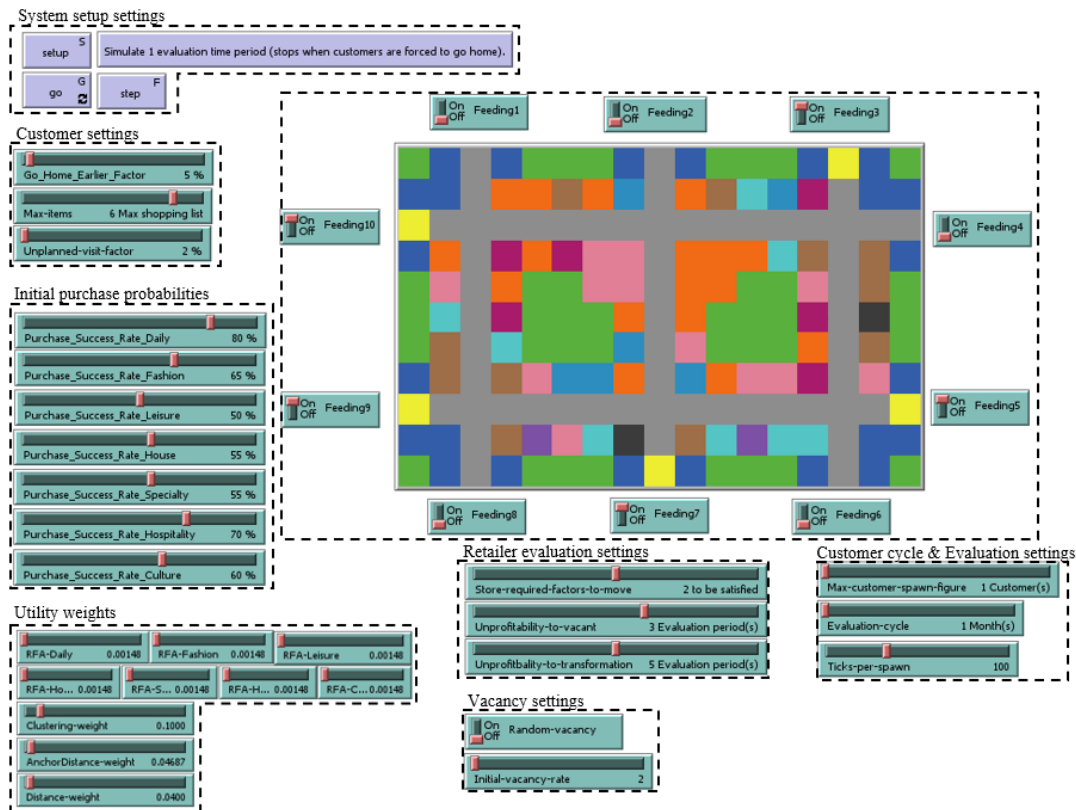 System setup settings
setup S
Simulate 1 evaluation time period (stops when customers are forced to go home).
go G
step F
Customer settings
Go_Home_Earlier_Factor 5 %
Max-items 6 Max shopping list
Unplanned-visit-factor 2 %
On Off Feeding1
On Off Feeding2
On Off Feeding3
On Off Feeding10
On Off Feeding4
Initial purchase probabilities
Purchase_Success_Rate_Daily 80 %
Purchase_Success_Rate_Fashion 65 %
Purchase_Success_Rate_Leisure 50 %
Purchase_Success_Rate_House 55 %
Purchase_Success_Rate_Specialty 55 %
Purchase_Success_Rate_Hospitality 70 %
Purchase_Success_Rate_Culture 60 %
On Off Feeding9
On Off Feeding5
On Off Feeding8
On Off Feeding7
On Off Feeding6
Utility weights
RFA-Daily 0.00148
RFA-Fashion 0.00148
RFA-Leisure 0.00148
RFA-Ho... 0.00148
RFA-S... 0.00148
RFA-H... 0.00148
RFA-C... 0.00148
Clustering-weight 0.1000
AnchorDistance-weight 0.04687
Distance-weight 0.0400
Retailer evaluation settings
Store-required-factors-to-move 2 to be satisfied
Unprofitability-to-vacant 3 Evaluation period(s)
Unprofitbality-to-transformation 5 Evaluation period(s)
Vacancy settings
On Off Random-vacancy
Initial-vacancy-rate 2
Customer cycle & Evaluation settings
Max-customer-spawn-figure 1 Customer(s)
Evaluation-cycle 1 Month(s)
Ticks-per-spawn 100